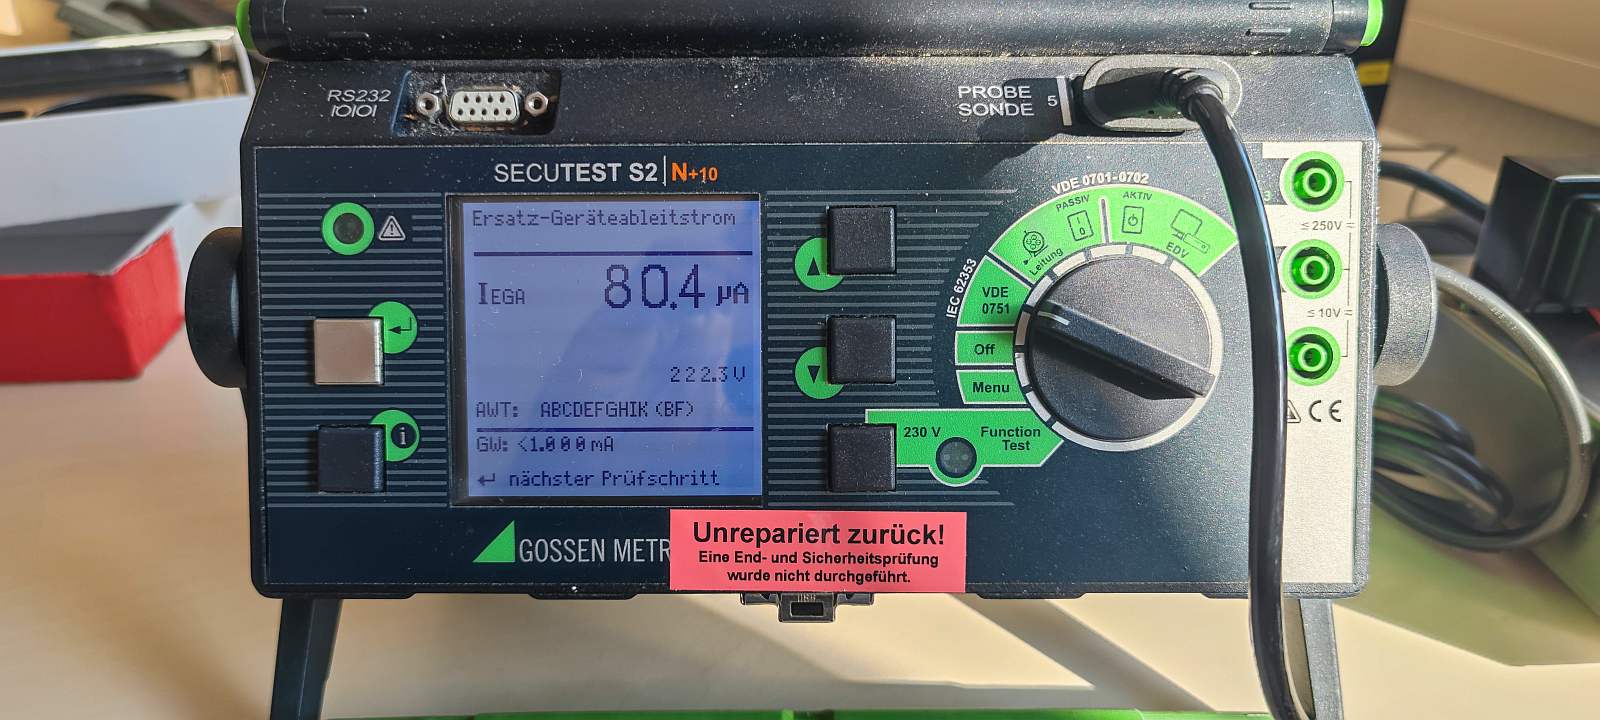 RS232
IOIOI
PROBE
SONDE
5
SECUTEST S2 | N+10
Ersatz-Geräteableitstrom
IEGA 80.4 µA
222.3V
AWT: ABCDEFGHIK (BF)
GW: <1.000mA
↵ nächster Prüfschritt
i
VDE 0701-0702
PASSIV
AKTIV
I
0
Leitung
EDV
IEC 62353
VDE
0751
Off
Menu
230 V
Function
Test
3
≤ 250V
≤ 10V
CE
GOSSEN METR
Unrepariert zurück!
Eine End- und Sicherheitsprüfung
wurde nicht durchgeführt.